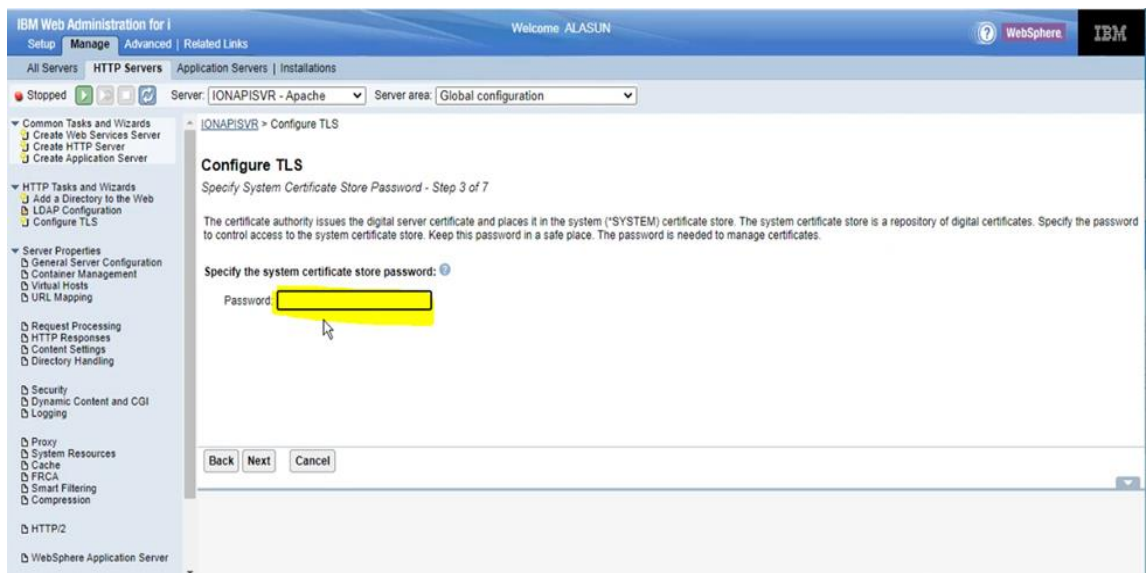 IBM Web Administration for i
Welcome ALASUN
WebSphere.
IBM
Setup Manage Advanced | Related Links
All Servers HTTP Servers Application Servers | Installations
Stopped Server: IONAPISVR - Apache Server area: Global configuration
Common Tasks and Wizards
Create Web Services Server
Create HTTP Server
Create Application Server
HTTP Tasks and Wizards
Add a Directory to the Web
LDAP Configuration
Configure TLS
Server Properties
General Server Configuration
Container Management
Virtual Hosts
URL Mapping
Request Processing
HTTP Responses
Content Settings
Directory Handling
Security
Dynamic Content and CGI
Logging
Proxy
System Resources
Cache
FRCA
Smart Filtering
Compression
HTTP/2
WebSphere Application Server
IONAPISVR > Configure TLS
Configure TLS
Specify System Certificate Store Password - Step 3 of 7
The certificate authority issues the digital server certificate and places it in the system (*SYSTEM) certificate store. The system certificate store is a repository of digital certificates. Specify the password
to control access to the system certificate store. Keep this password in a safe place. The password is needed to manage certificates.
Specify the system certificate store password: ?
Password:
Back Next Cancel